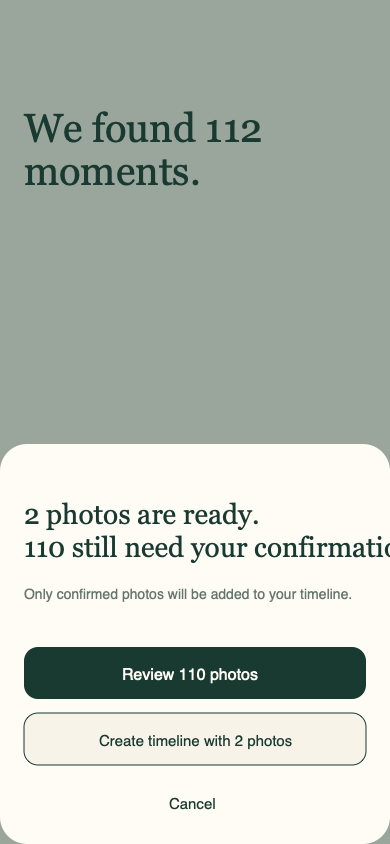 We found 112
moments.
2 photos are ready.
110 still need your confirmatio
Only confirmed photos will be added to your timeline.
Review 110 photos
Create timeline with 2 photos
Cancel